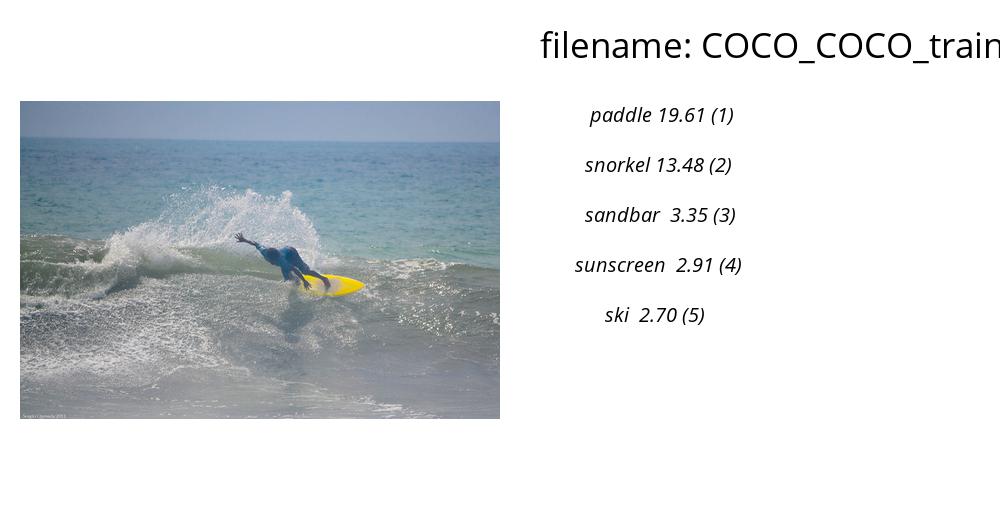 filename: COCO_COCO_train
paddle 19.61 (1)
snorkel 13.48 (2)
sandbar 3.35 (3)
sunscreen 2.91 (4)
ski 2.70 (5)